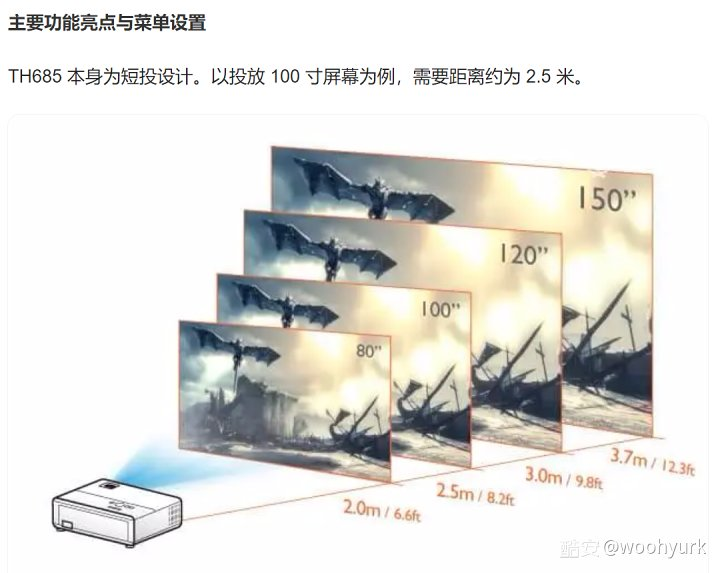 主要功能亮点与菜单设置
TH685 本身为短投设计。以投放 100 寸屏幕为例，需要距离约为 2.5 米。
150”
120”
100”
80”
3.7m / 12.3ft
3.0m / 9.8ft
2.5m / 8.2ft
2.0m / 6.6ft
酷安 @woohyurk